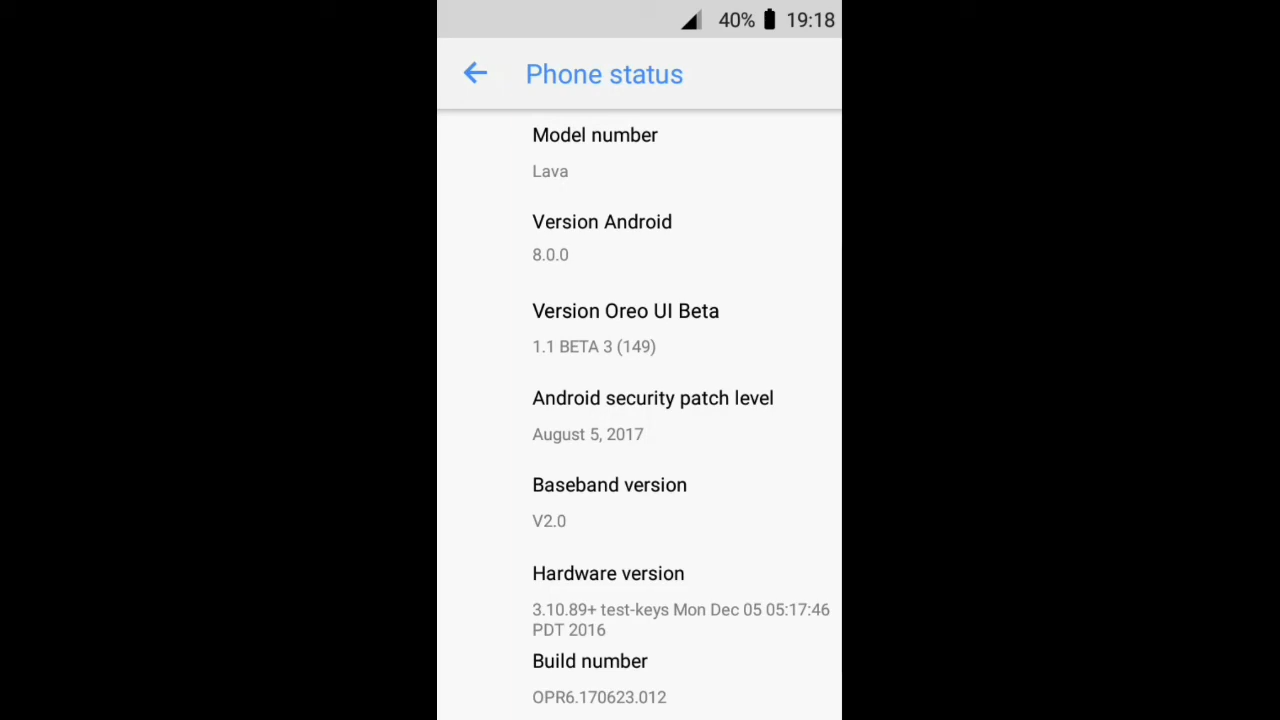 40% 19:18
Phone status
Model number
Lava
Version Android
8.0.0
Version Oreo UI Beta
1.1 BETA 3 (149)
Android security patch level
August 5, 2017
Baseband version
V2.0
Hardware version
3.10.89+ test-keys Mon Dec 05 05:17:46
PDT 2016
Build number
OPR6.170623.012